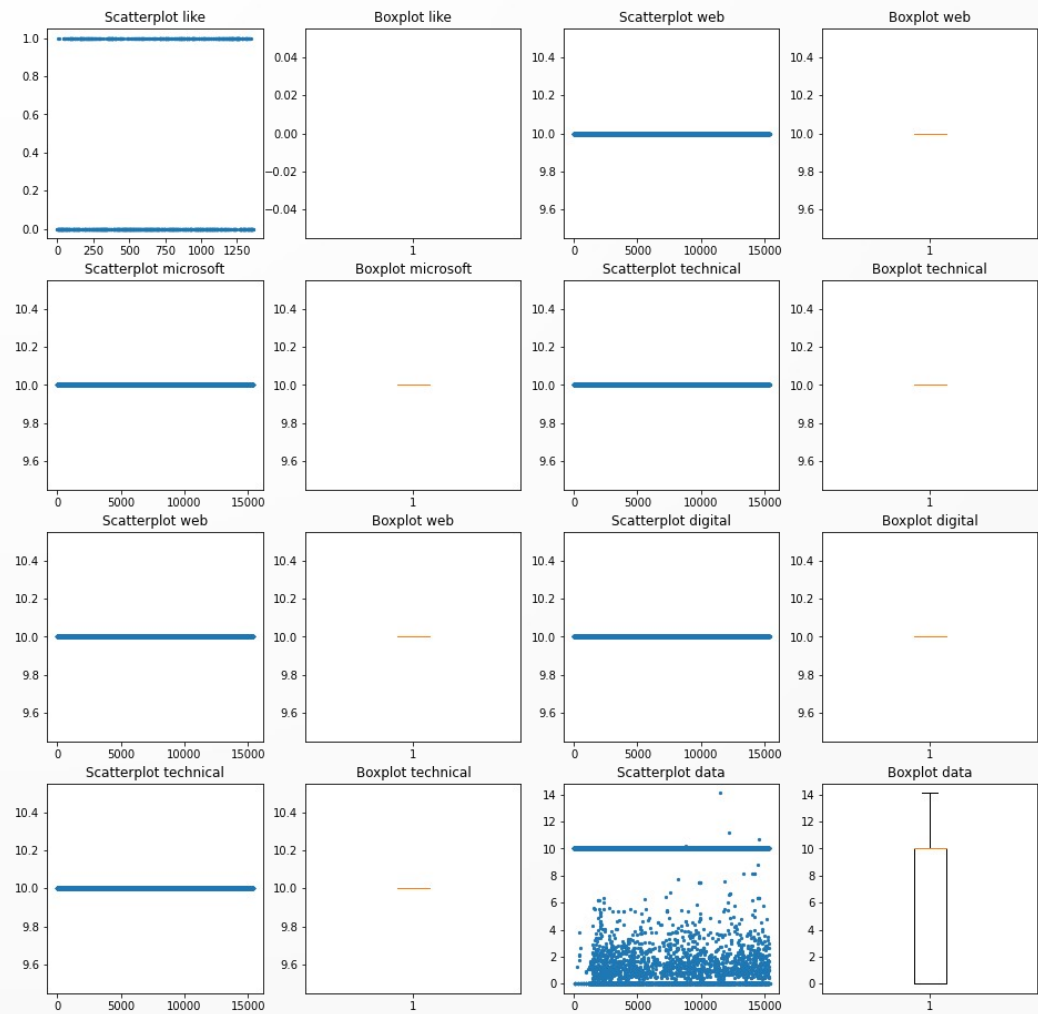 Scatterplot like Boxplot like Scatterplot web Boxplot web
1.0 0.04 10.4 10.4
0.8 0.02 10.2 10.2
0.6 0.00 10.0 10.0
0.4 −0.02 9.8 9.8
0.2 −0.04 9.6 9.6
0.0
0 250 500 750 1000 1250 1 0 5000 10000 15000 1
Scatterplot microsoft Boxplot microsoft Scatterplot technical Boxplot technical
10.4 10.4 10.4 10.4
10.2 10.2 10.2 10.2
10.0 10.0 10.0 10.0
9.8 9.8 9.8 9.8
9.6 9.6 9.6 9.6
0 5000 10000 15000 1 0 5000 10000 15000 1
Scatterplot web Boxplot web Scatterplot digital Boxplot digital
10.4 10.4 10.4 10.4
10.2 10.2 10.2 10.2
10.0 10.0 10.0 10.0
9.8 9.8 9.8 9.8
9.6 9.6 9.6 9.6
0 5000 10000 15000 1 0 5000 10000 15000 1
Scatterplot technical Boxplot technical Scatterplot data Boxplot data
10.4 10.4 14 14
10.2 10.2 12 12
10.0 10.0 10 10
9.8 9.8 8 8
9.6 9.6 6 6
4 4
2 2
0 0
0 5000 10000 15000 1 0 5000 10000 15000 1